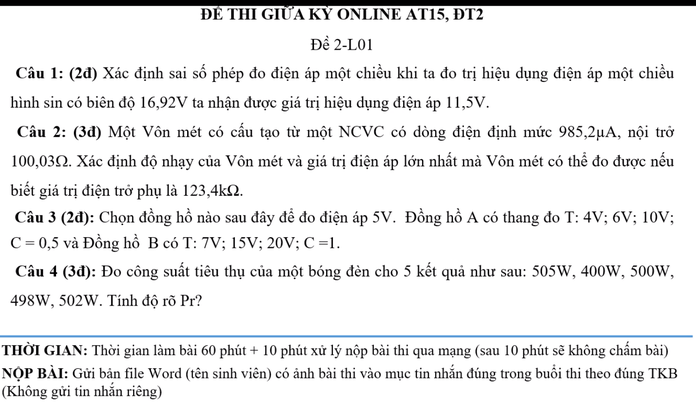 ĐỀ THI GIỮA KỲ ONLINE AT15, ĐT2
Đề 2-L01
Câu 1: (2đ) Xác định sai số phép đo điện áp một chiều khi ta đo trị hiệu dụng điện áp một chiều
hình sin có biên độ 16,92V ta nhận được giá trị hiệu dụng điện áp 11,5V.
Câu 2: (3đ) Một Vôn mét có cấu tạo từ một NCVC có dòng điện định mức 985,2µA, nội trở
100,03Ω. Xác định độ nhạy của Vôn mét và giá trị điện áp lớn nhất mà Vôn mét có thể đo được nếu
biết giá trị điện trở phụ là 123,4kΩ.
Câu 3 (2đ): Chọn đồng hồ nào sau đây để đo điện áp 5V. Đồng hồ A có thang đo T: 4V; 6V; 10V;
C = 0,5 và Đồng hồ B có T: 7V; 15V; 20V; C =1.
Câu 4 (3đ): Đo công suất tiêu thụ của một bóng đèn cho 5 kết quả như sau: 505W, 400W, 500W,
498W, 502W. Tính độ rõ Pr?
THỜI GIAN: Thời gian làm bài 60 phút + 10 phút xử lý nộp bài thi qua mạng (sau 10 phút sẽ không chấm bài)
NỘP BÀI: Gửi bản file Word (tên sinh viên) có ảnh bài thi vào mục tin nhắn đúng trong buổi thi theo đúng TKB
(Không gửi tin nhắn riêng)